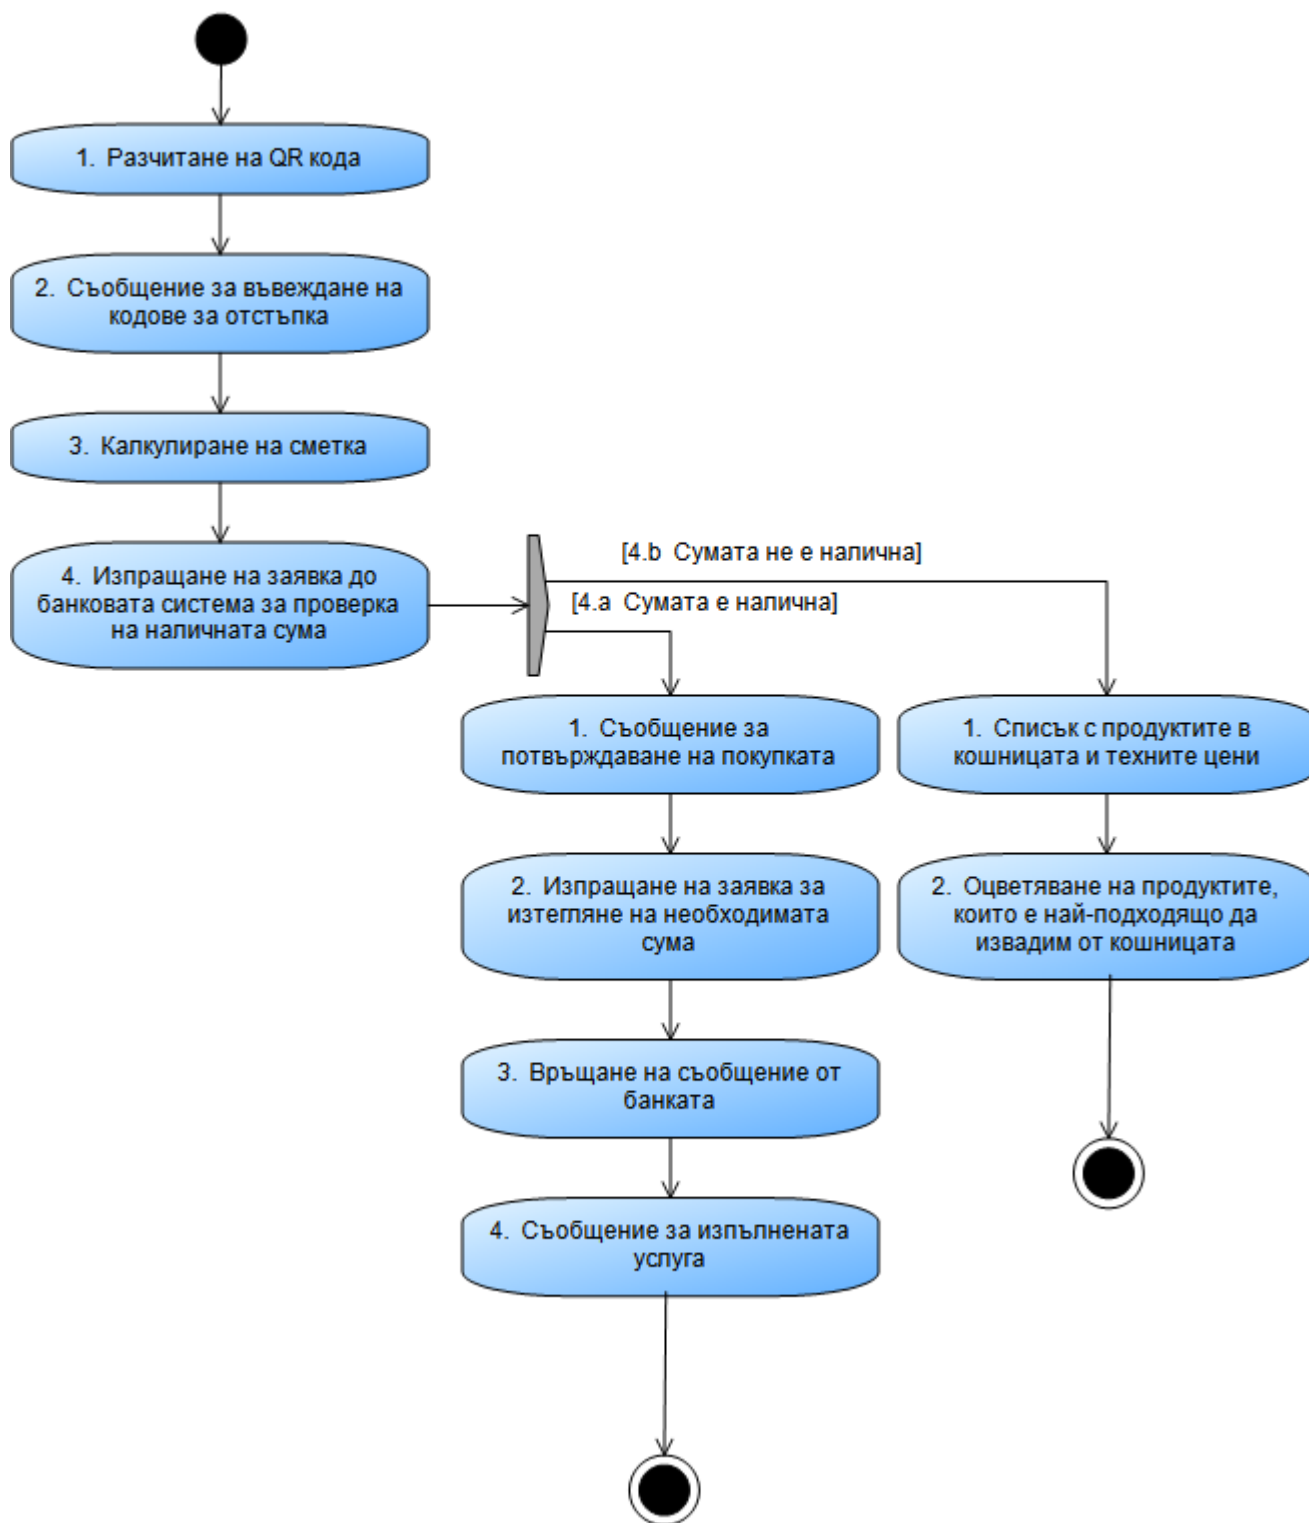 1. Разчитане на QR кода
2. Съобщение за въвеждане на
кодове за отстъпка
3. Калкулиране на сметка
4. Изпращане на заявка до
банковата система за проверка
на наличната сума
[4.b Сумата не е налична]
[4.a Сумата е налична]
1. Съобщение за
потвърждаване на покупката
2. Изпращане на заявка за
изтегляне на необходимата
сума
3. Връщане на съобщение от
банката
4. Съобщение за изпълнената
услуга
1. Списък с продуктите в
кошницата и техните цени
2. Оцветяване на продуктите,
които е най-подходящо да
извадим от кошницата